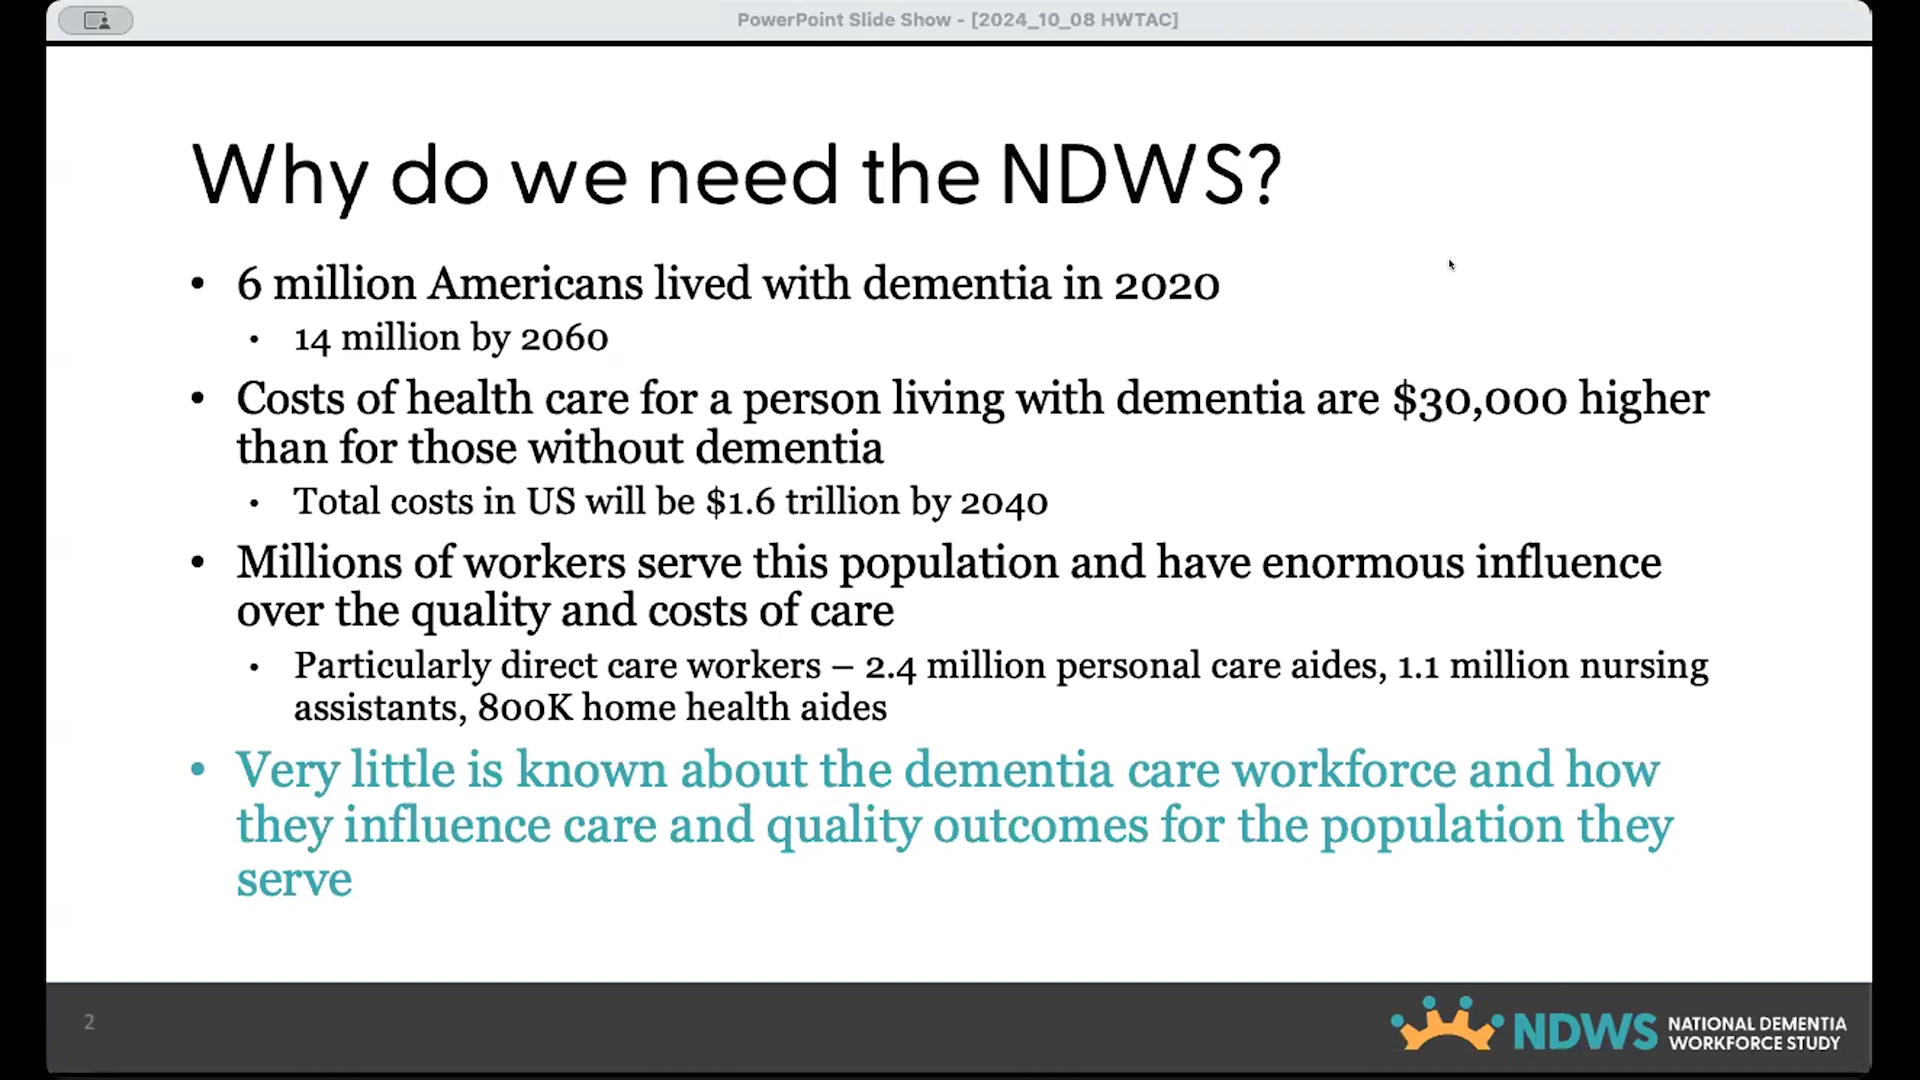 PowerPoint Slide Show - [2024_10_08 HWTAC]
Why do we need the NDWS?
• 6 million Americans lived with dementia in 2020
• 14 million by 2060
• Costs of health care for a person living with dementia are $30,000 higher
than for those without dementia
• Total costs in US will be $1.6 trillion by 2040
• Millions of workers serve this population and have enormous influence
over the quality and costs of care
• Particularly direct care workers – 2.4 million personal care aides, 1.1 million nursing
assistants, 800K home health aides
• Very little is known about the dementia care workforce and how
they influence care and quality outcomes for the population they
serve
2
NDWS
NATIONAL DEMENTIA
WORKFORCE STUDY